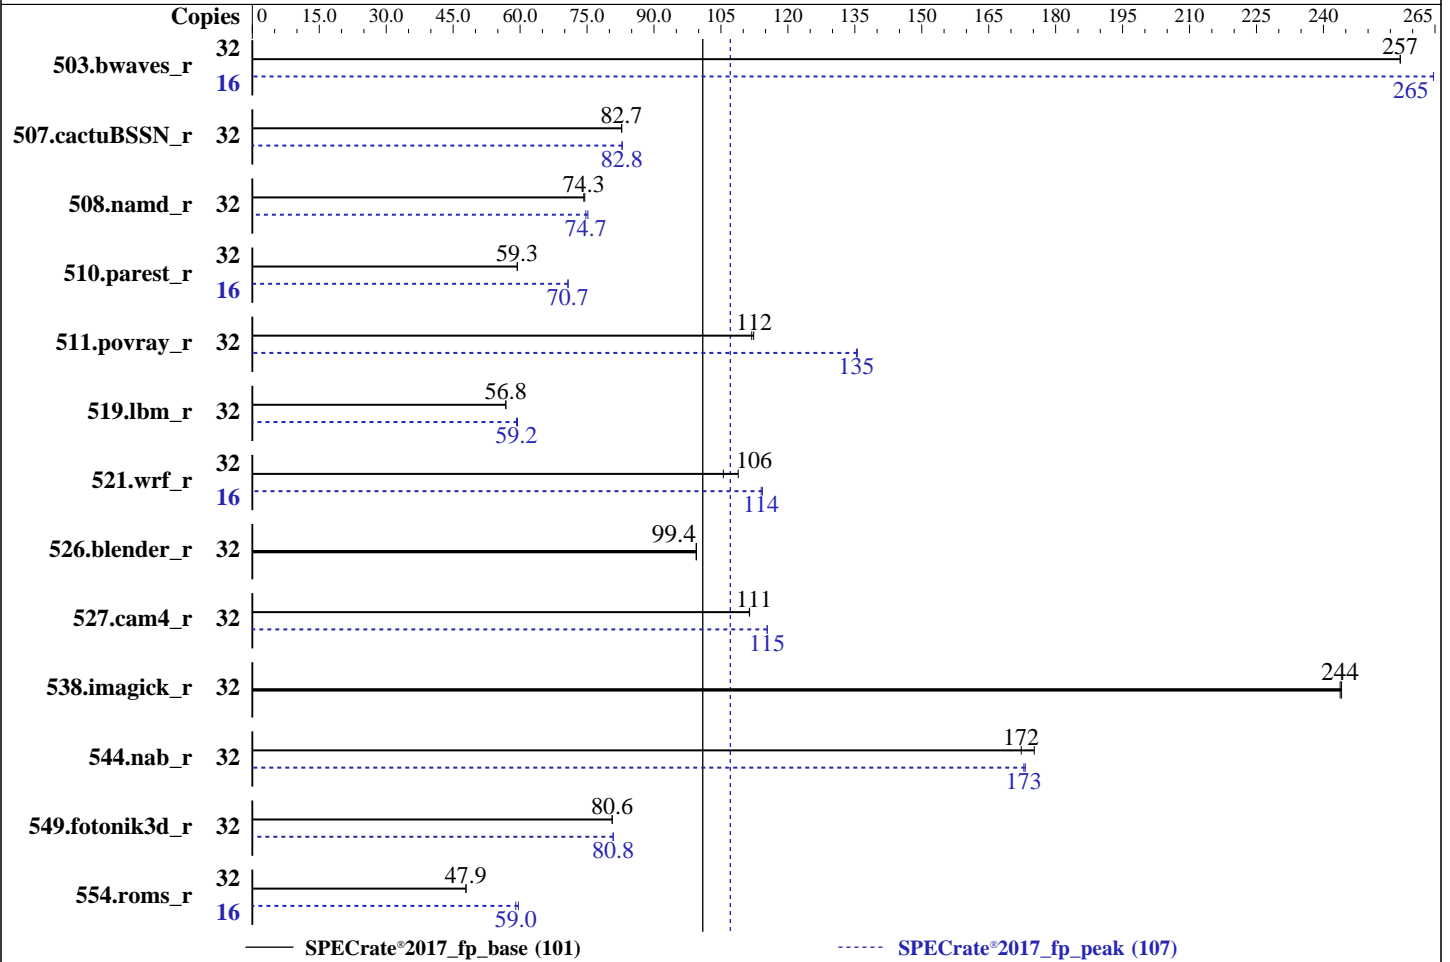 Copies 0 15.0 30.0 45.0 60.0 75.0 90.0 105 120 135 150 165 180 195 210 225 240 265
503.bwaves_r 32 257
16 265
507.cactuBSSN_r 32 82.7
82.8
508.namd_r 32 74.3
74.7
510.parest_r 32 59.3
16 70.7
511.povray_r 32 112
135
519.lbm_r 32 56.8
59.2
521.wrf_r 32 106
16 114
526.blender_r 32 99.4
527.cam4_r 32 111
115
538.imagick_r 32 244
544.nab_r 32 172
173
549.fotonik3d_r 32 80.6
80.8
554.roms_r 32 47.9
16 59.0
SPECrate®2017_fp_base (101) SPECrate®2017_fp_peak (107)